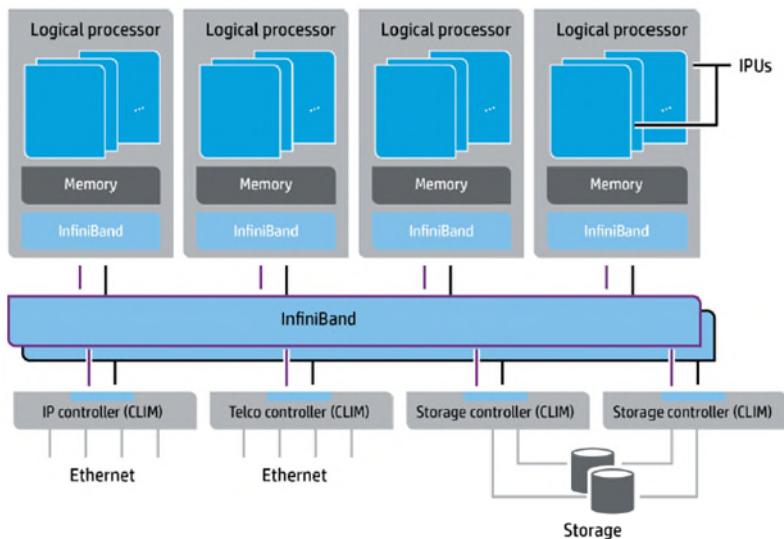 Logical processor
Logical processor
Logical processor
Logical processor
...
...
...
...
IPUs
Memory
Memory
Memory
Memory
InfiniBand
InfiniBand
InfiniBand
InfiniBand
InfiniBand
IP controller (CLIM)
Telco controller (CLIM)
Storage controller (CLIM)
Storage controller (CLIM)
Ethernet
Ethernet
Storage